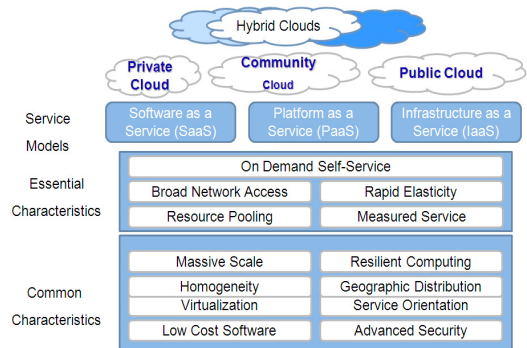 Hybrid Clouds
Private
Cloud
Community
Cloud
Public Cloud
Service
Models
Software as a
Service (SaaS)
Platform as a
Service (PaaS)
Infrastructure as a
Service (IaaS)
Essential
Characteristics
On Demand Self-Service
Broad Network Access
Rapid Elasticity
Resource Pooling
Measured Service
Common
Characteristics
Massive Scale
Resilient Computing
Homogeneity
Geographic Distribution
Virtualization
Service Orientation
Low Cost Software
Advanced Security